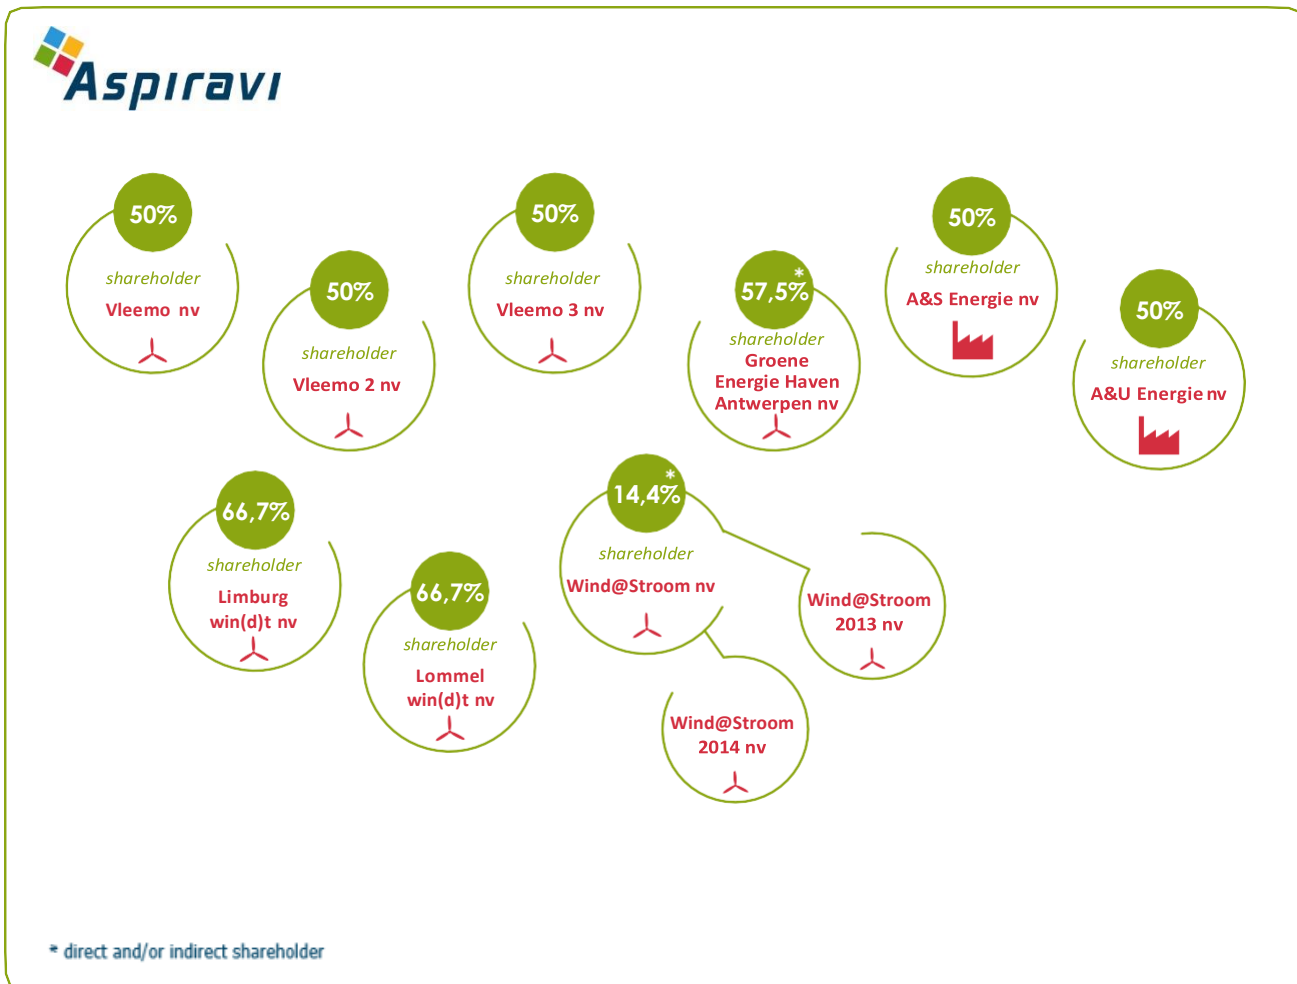 Aspiravi
50%
shareholder
Vleemo nv
50%
shareholder
Vleemo 2 nv
50%
shareholder
Vleemo 3 nv
57,5%*
shareholder
Groene
Energie Haven
Antwerpen nv
50%
shareholder
A&S Energie nv
50%
shareholder
A&U Energie nv
66,7%
shareholder
Limburg
win(d)t nv
66,7%
shareholder
Lommel
win(d)t nv
14,4%*
shareholder
Wind@Stroom nv
Wind@Stroom
2013 nv
Wind@Stroom
2014 nv
* direct and/or indirect shareholder